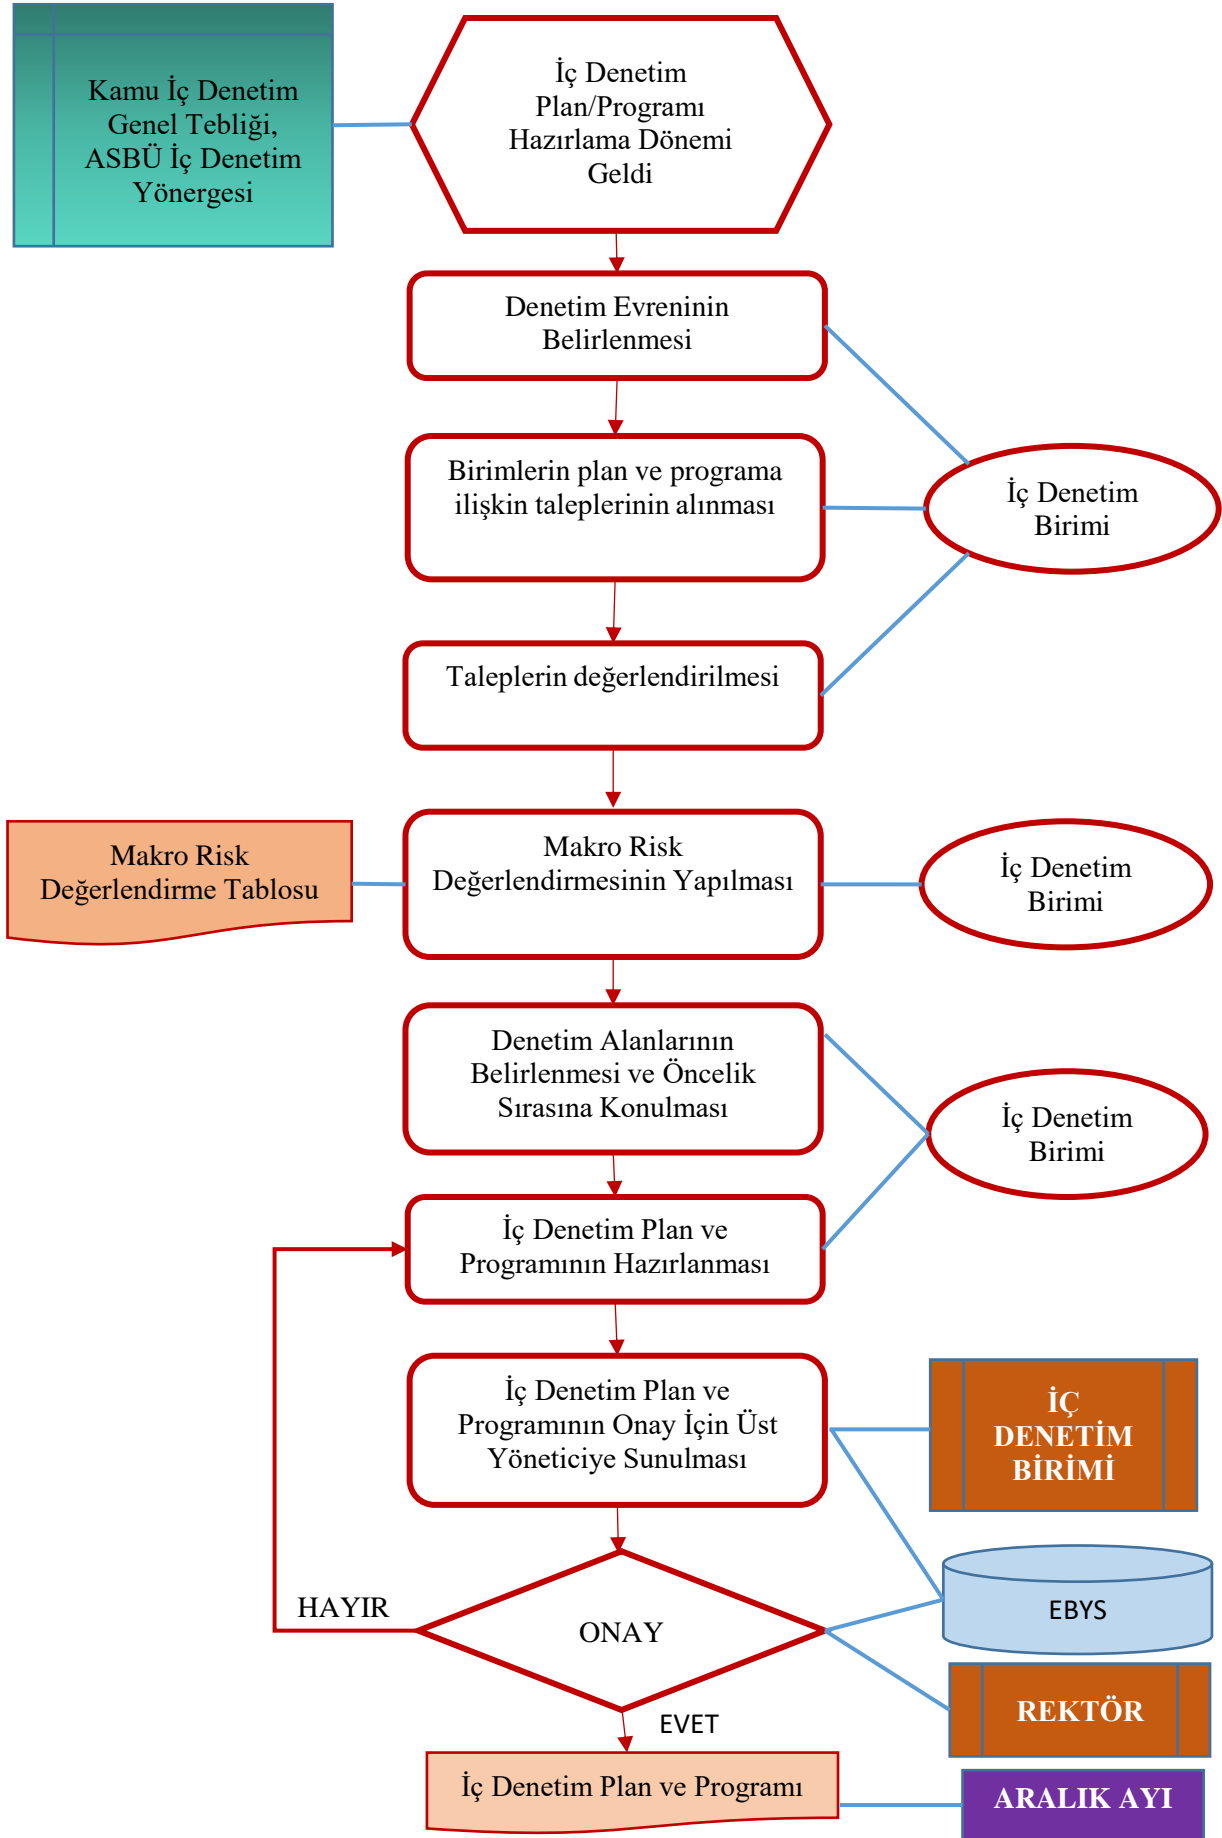 Kamu İç Denetim
Genel Tebliği,
ASBÜ İç Denetim
Yönergesi
İç Denetim
Plan/Programı
Hazırlama Dönemi
Geldi
Denetim Evreninin
Belirlenmesi
Birimlerin plan ve programa
ilişkin taleplerinin alınması
İç Denetim
Birimi
Taleplerin değerlendirilmesi
Makro Risk
Değerlendirme Tablosu
Makro Risk
Değerlendirmesinin Yapılması
İç Denetim
Birimi
Denetim Alanlarının
Belirlenmesi ve Öncelik
Sırasına Konulması
İç Denetim
Birimi
İç Denetim Plan ve
Programının Hazırlanması
İç Denetim Plan ve
Programının Onay İçin Üst
Yöneticiye Sunulması
İÇ
DENETİM
BİRİMİ
HAYIR
ONAY
EBYS
REKTÖR
EVET
İç Denetim Plan ve Programı
ARALIK AYI